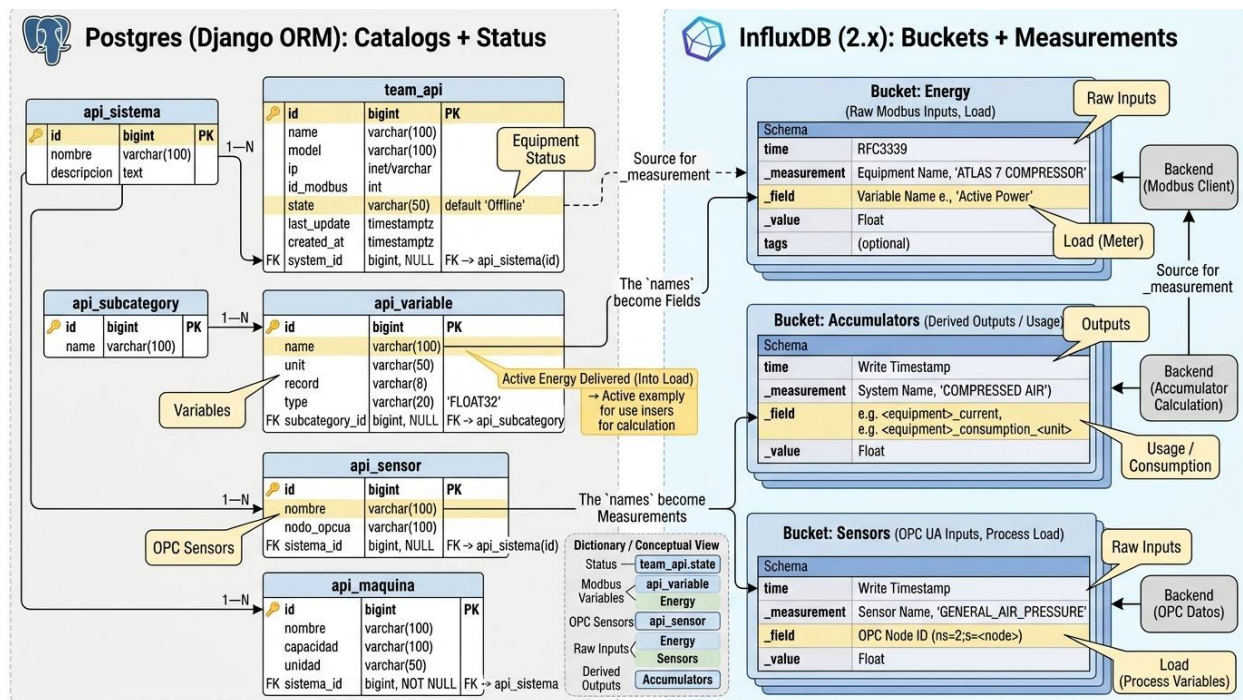 Postgres (Django ORM): Catalogs + Status
api_sistema
id bigint PK
nombre varchar(100)
descripcion text
1—N
team_api
id bigint PK
name varchar(100)
model varchar(100)
ip inet/varchar
id_modbus int
state varchar(50) default 'Offline'
last_update timestamptz
created_at timestamptz
FK system_id bigint, NULL FK → api_sistema(id)
Equipment
Status
Source for
_measurement
api_subcategory
id bigint PK
name varchar(100)
1—N
api_variable
id bigint PK
name varchar(100)
unit varchar(50)
record varchar(8)
type varchar(20) 'FLOAT32'
FK subcategory_id bigint, NULL FK → api_subcategory
Variables
Active Energy Delivered (Into Load)
→ Active examply
for use insers
for calculation
The `names`
become Fields
api_sensor
id bigint PK
nombre varchar(100)
nodo_opcua varchar(100)
FK sistema_id bigint, NULL FK → api_sistema(id)
1—N
OPC Sensors
The `names` become
Measurements
api_maquina
id bigint PK
nombre varchar(100)
capacidad varchar(100)
unidad varchar(50)
FK sistema_id bigint, NOT NULL FK → api_sistema
1—N
Dictionary / Conceptual View
Status team_api.state
Modbus
Variables
api_variable
Energy
OPC Sensors api_sensor
Raw Inputs
Energy
Sensors
Derived
Outputs
Accumulators
InfluxDB (2.x): Buckets + Measurements
Bucket: Energy
(Raw Modbus Inputs, Load)
Schema
time RFC3339
_measurement Equipment Name, 'ATLAS 7 COMPRESSOR'
_field Variable Name e., 'Active Power'
_value Float
tags (optional)
Raw Inputs
Load (Meter)
Backend
(Modbus Client)
Source for
_measurement
Bucket: Accumulators (Derived Outputs / Usage)
Schema
time Write Timestamp
_measurement System Name, 'COMPRESSED AIR')
_field e.g. <equipment>_current,
e.g. <equipment>_consumption_<unit>
_value Float
Outputs
Usage /
Consumption
Backend
(Accumulator
Calculation)
Bucket: Sensors (OPC UA Inputs, Process Load)
Schema
time Write Timestamp
_measurement Sensor Name, 'GENERAL_AIR_PRESSURE'
_field OPC Node ID (ns=2;s=<node>)
_value Float
Raw Inputs
Load
(Process Variables)
Backend
(OPC Datos)